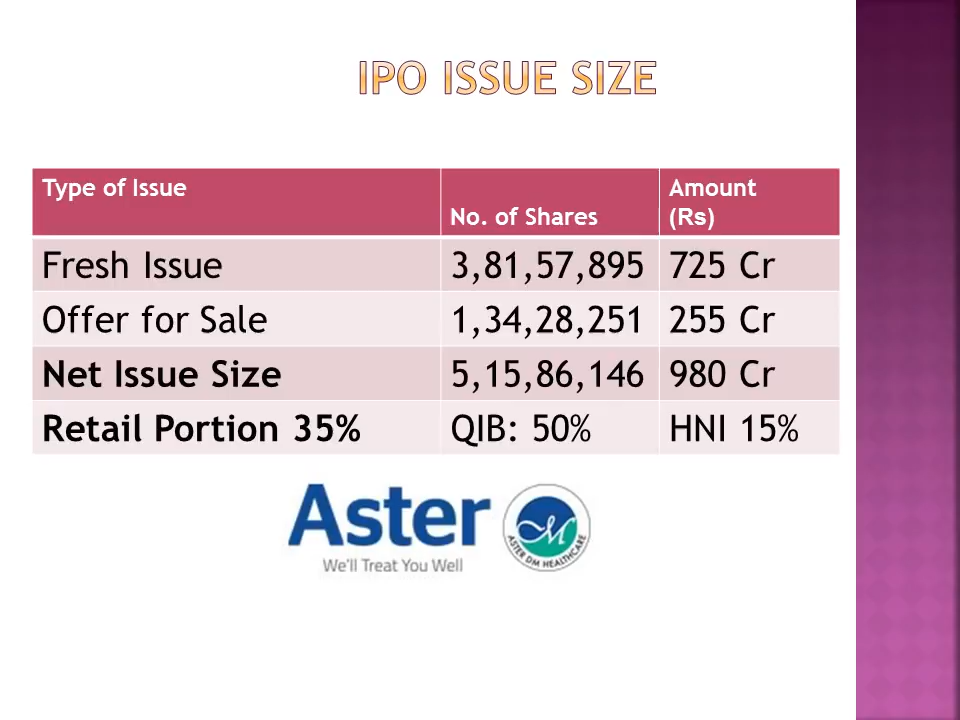 IPO ISSUE SIZE
Type of Issue No. of Shares Amount (Rs)
Fresh Issue 3,81,57,895 725 Cr
Offer for Sale 1,34,28,251 255 Cr
Net Issue Size 5,15,86,146 980 Cr
Retail Portion 35% QIB: 50% HNI 15%
Aster
We'll Treat You Well
ASTER DM HEALTHCARE